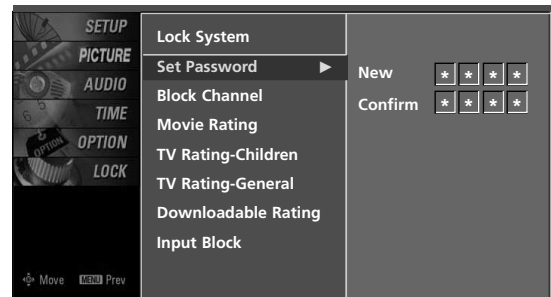 SETUP
PICTURE
AUDIO
TIME
OPTION
LOCK
Move MENU Prev
Lock System
Set Password ▶
Block Channel
Movie Rating
TV Rating-Children
TV Rating-General
Downloadable Rating
Input Block
New * * * *
Confirm * * * *